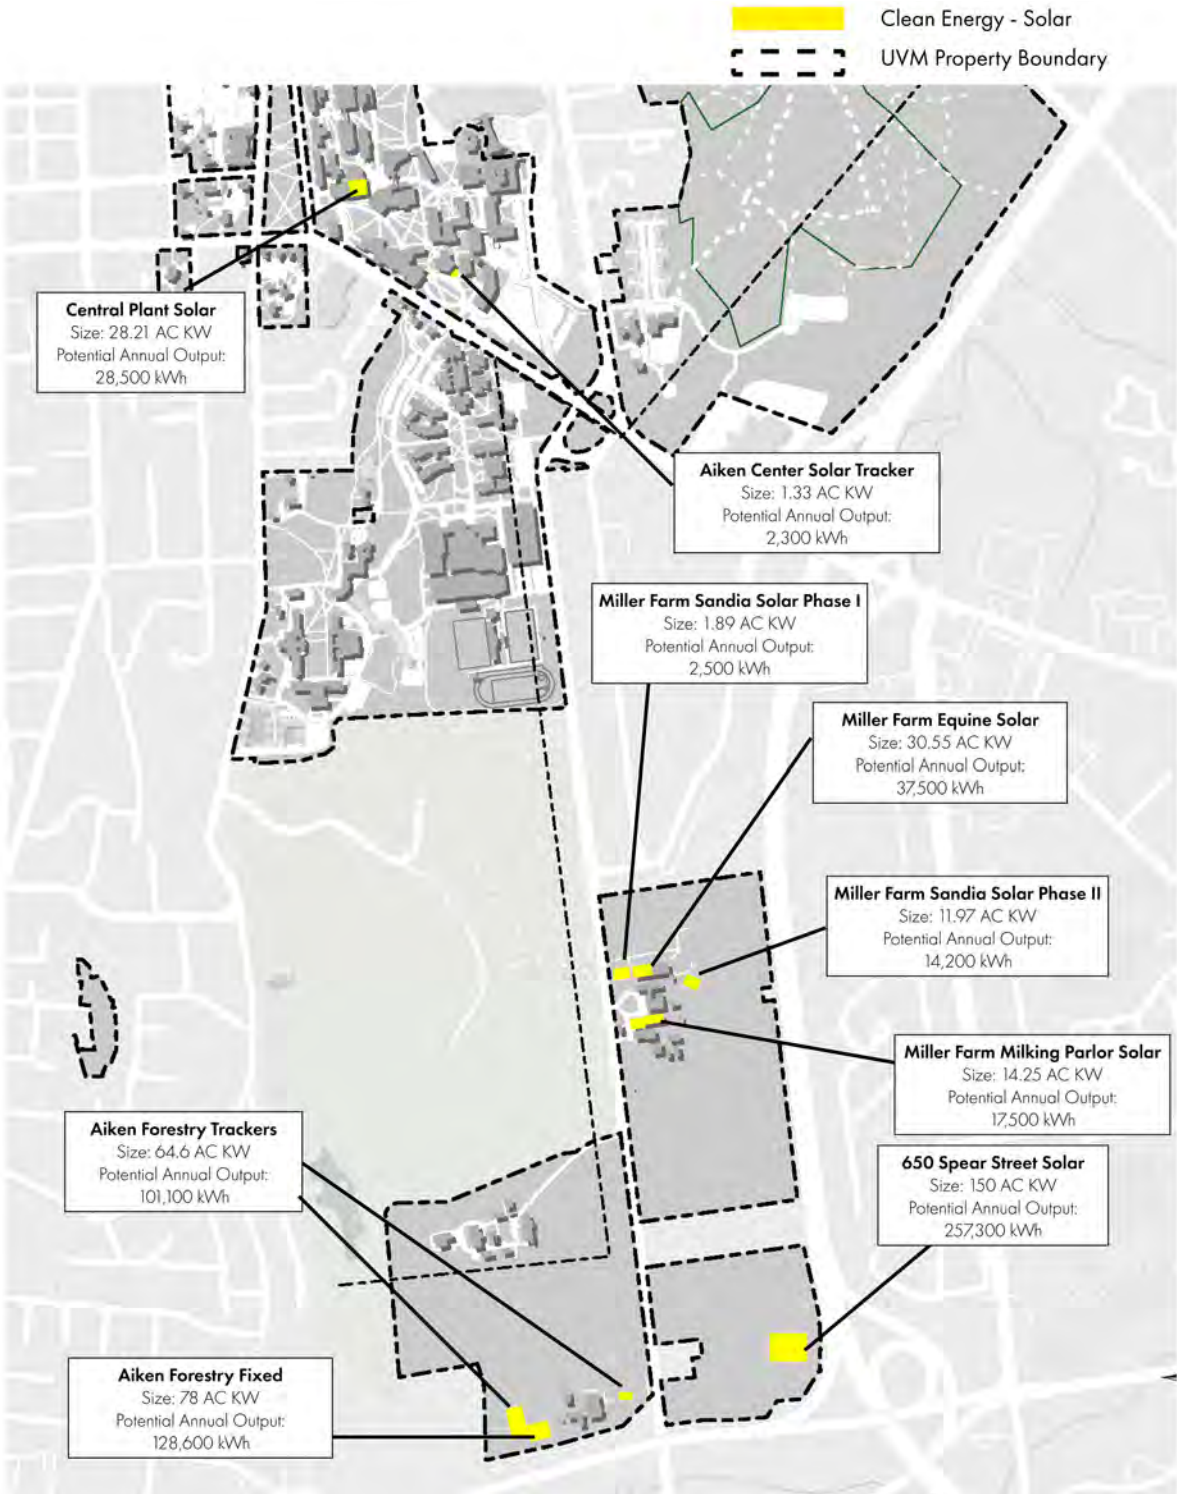 Clean Energy - Solar
UVM Property Boundary
Central Plant Solar
Size: 28.21 AC KW
Potential Annual Output:
28,500 kWh
Aiken Center Solar Tracker
Size: 1.33 AC KW
Potential Annual Output:
2,300 kWh
Miller Farm Sandia Solar Phase I
Size: 1.89 AC KW
Potential Annual Output:
2,500 kWh
Miller Farm Equine Solar
Size: 30.55 AC KW
Potential Annual Output:
37,500 kWh
Miller Farm Sandia Solar Phase II
Size: 11.97 AC KW
Potential Annual Output:
14,200 kWh
Miller Farm Milking Parlor Solar
Size: 14.25 AC KW
Potential Annual Output:
17,500 kWh
Aiken Forestry Trackers
Size: 64.6 AC KW
Potential Annual Output:
101,100 kWh
650 Spear Street Solar
Size: 150 AC KW
Potential Annual Output:
257,300 kWh
Aiken Forestry Fixed
Size: 78 AC KW
Potential Annual Output:
128,600 kWh